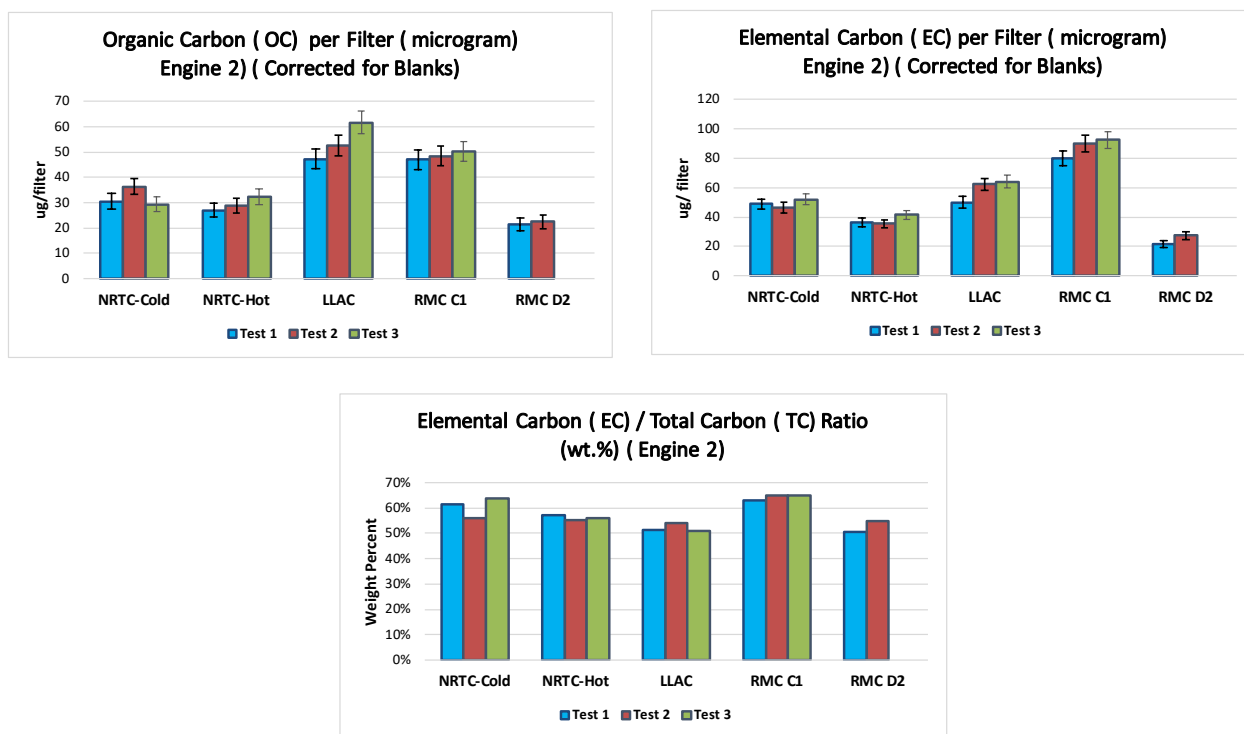 Organic Carbon ( OC) per Filter ( microgram)
Engine 2) ( Corrected for Blanks)
ug/filter
70
60
50
40
30
20
10
0
NRTC-Cold NRTC-Hot LLAC RMC C1 RMC D2
Test 1 Test 2 Test 3
Elemental Carbon ( EC) per Filter ( microgram)
Engine 2) ( Corrected for Blanks)
ug/ filter
120
100
80
60
40
20
0
NRTC-Cold NRTC-Hot LLAC RMC C1 RMC D2
Test 1 Test 2 Test 3
Elemental Carbon ( EC) / Total Carbon ( TC) Ratio
(wt.%) ( Engine 2)
Weight Percent
70%
60%
50%
40%
30%
20%
10%
0%
NRTC-Cold NRTC-Hot LLAC RMC C1 RMC D2
Test 1 Test 2 Test 3